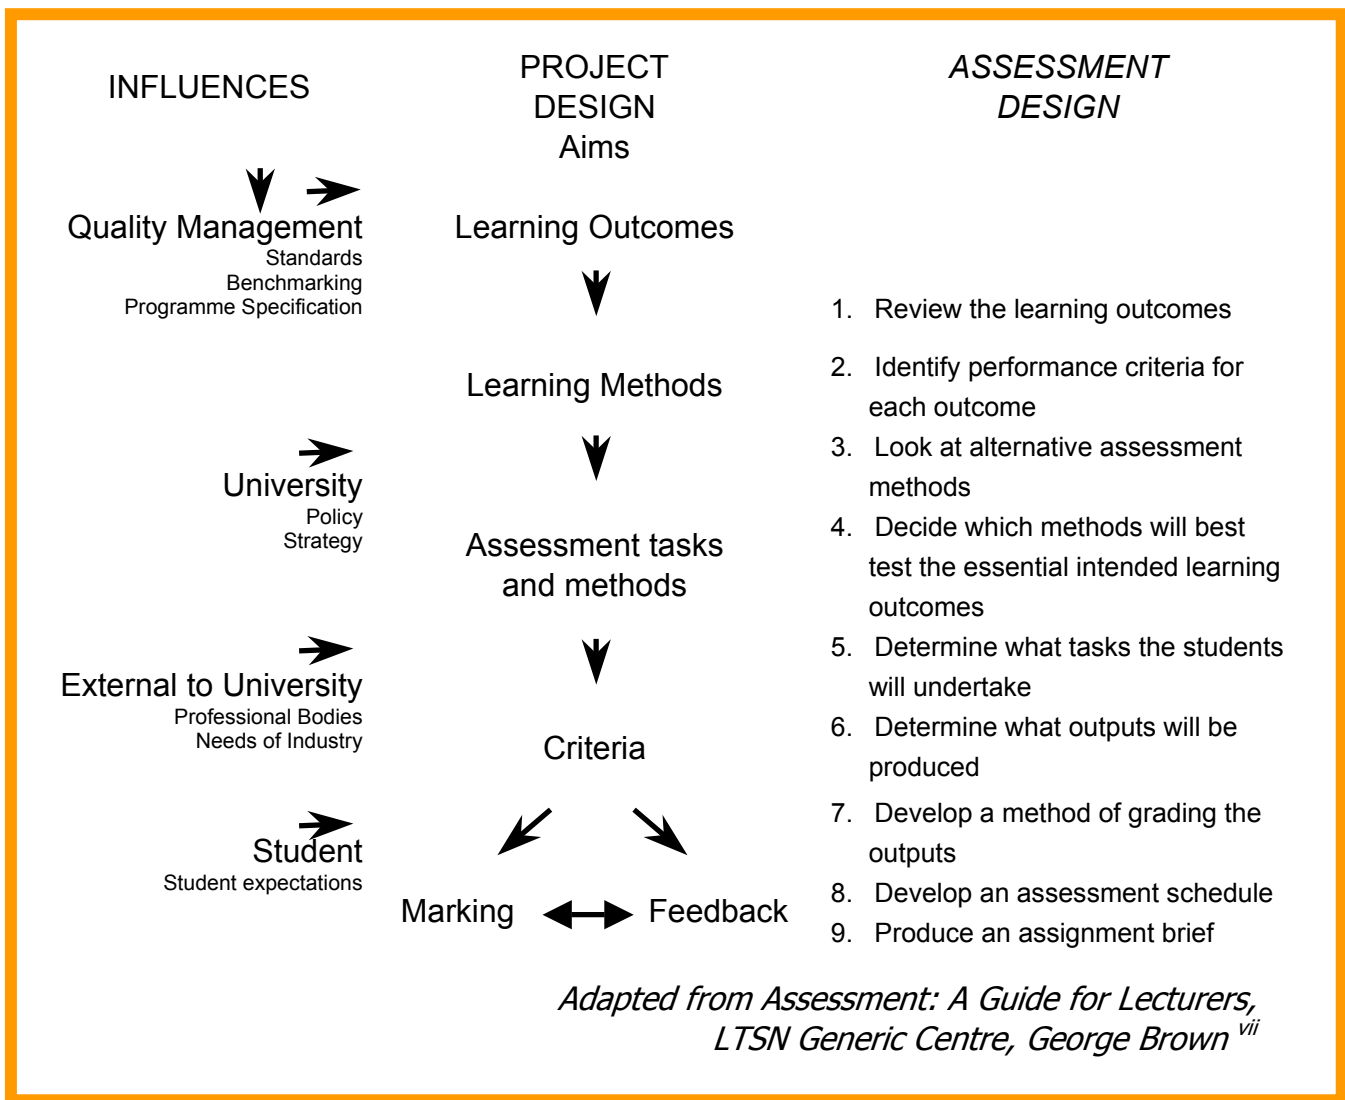 INFLUENCES
PROJECT
DESIGN
Aims
ASSESSMENT
DESIGN
Quality Management
Standards
Benchmarking
Programme Specification
University
Policy
Strategy
External to University
Professional Bodies
Needs of Industry
Student
Student expectations
Learning Outcomes
Learning Methods
Assessment tasks
and methods
Criteria
Marking
Feedback
1. Review the learning outcomes
2. Identify performance criteria for
each outcome
3. Look at alternative assessment
methods
4. Decide which methods will best
test the essential intended learning
outcomes
5. Determine what tasks the students
will undertake
6. Determine what outputs will be
produced
7. Develop a method of grading the
outputs
8. Develop an assessment schedule
9. Produce an assignment brief
Adapted from Assessment: A Guide for Lecturers,
LTSN Generic Centre, George Brown vii